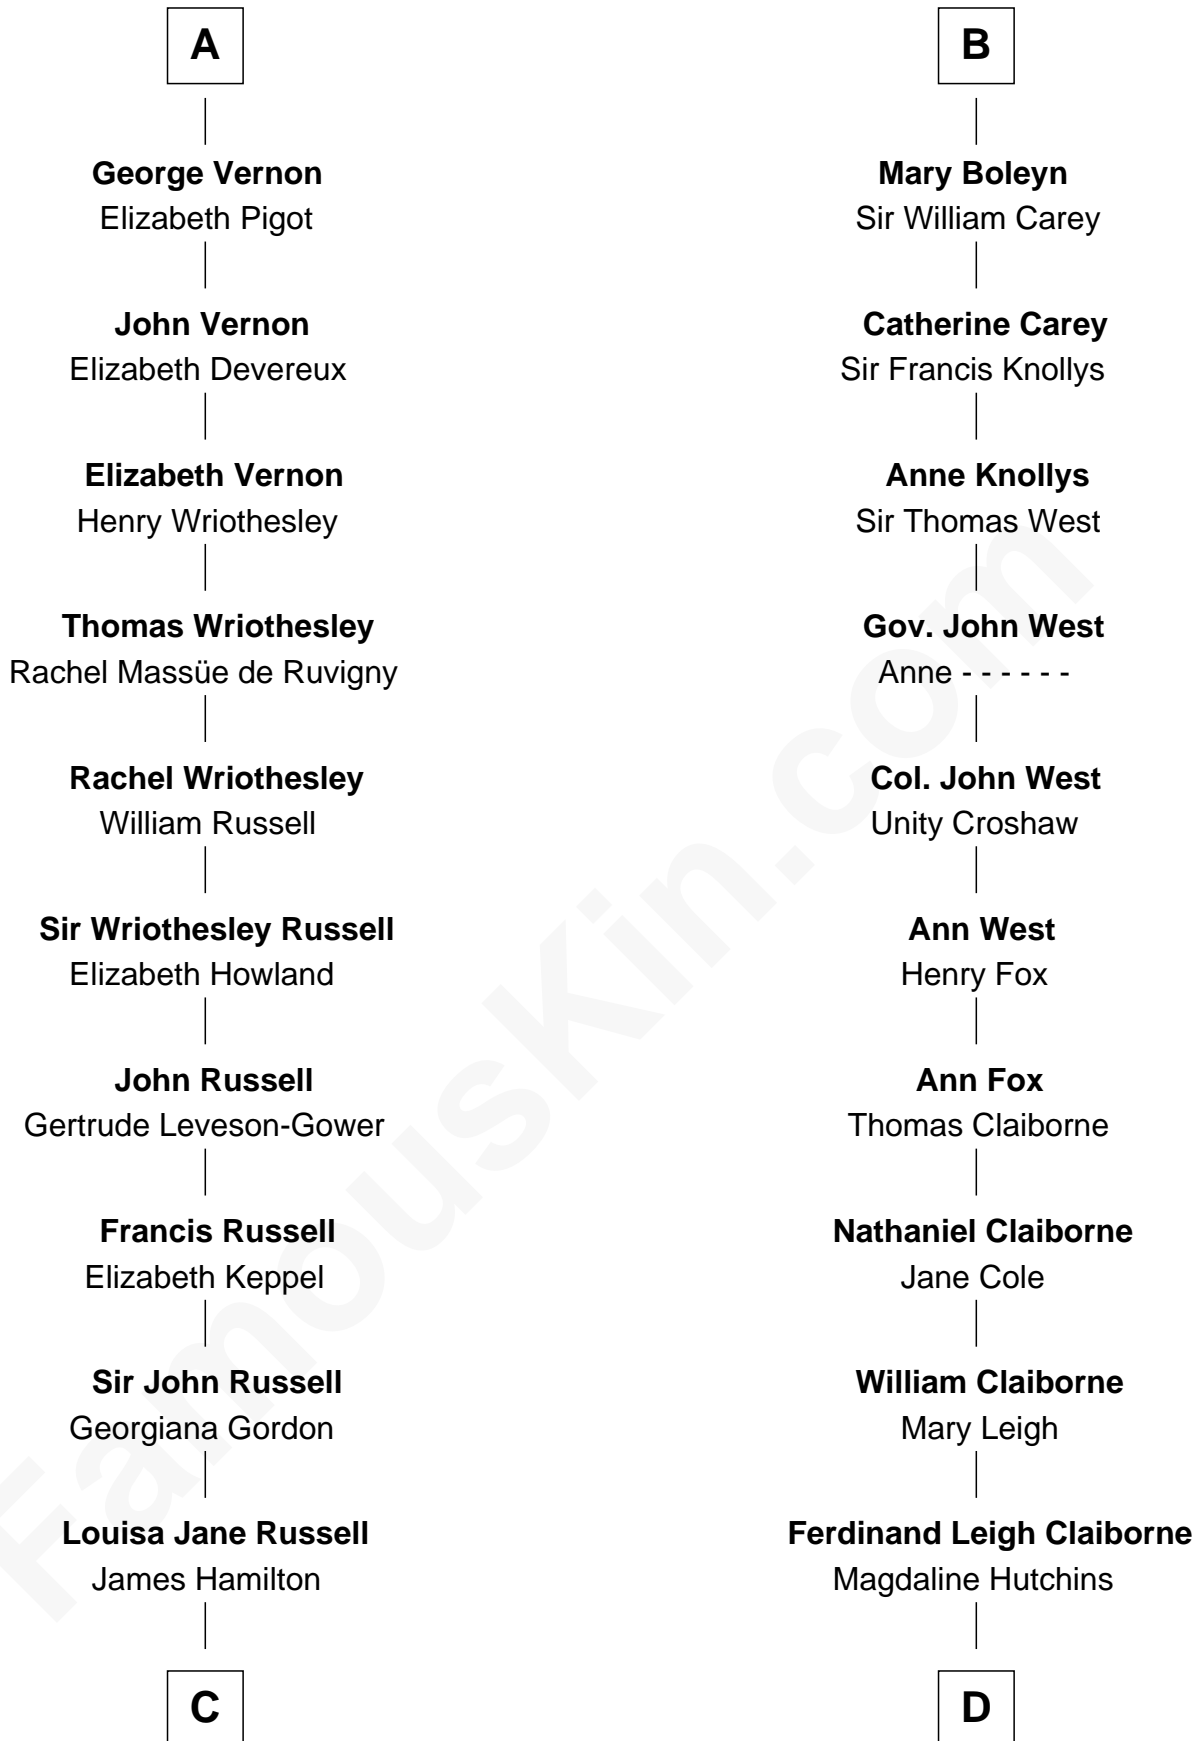 A
George Vernon
Elizabeth Pigot
John Vernon
Elizabeth Devereux
Elizabeth Vernon
Henry Wriothesley
Thomas Wriothesley
Rachel Massüe de Ruvigny
Rachel Wriothesley
William Russell
Sir Wriothesley Russell
Elizabeth Howland
John Russell
Gertrude Leveson-Gower
Francis Russell
Elizabeth Keppel
Sir John Russell
Georgiana Gordon
Louisa Jane Russell
James Hamilton
C
B
Mary Boleyn
Sir William Carey
Catherine Carey
Sir Francis Knollys
Anne Knollys
Sir Thomas West
Gov. John West
Anne - - - - - -
Col. John West
Unity Croshaw
Ann West
Henry Fox
Ann Fox
Thomas Claiborne
Nathaniel Claiborne
Jane Cole
William Claiborne
Mary Leigh
Ferdinand Leigh Claiborne
Magdaline Hutchins
D
FamousKin.com